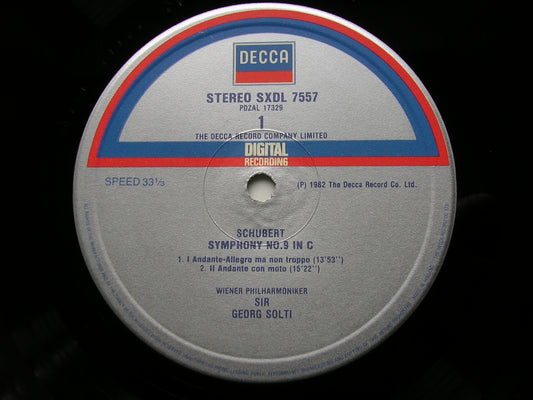 DECCA
STEREO SXDL 7557
PDZAL 17329
1
THE DECCA RECORD COMPANY LIMITED
DIGITAL
RECORDING
SPEED 33⅓
(P) 1982 The Decca Record Co. Ltd.
SCHUBERT
SYMPHONY NO.9 IN C
1. I Andante-Allegro ma non troppo (13'53'')
2. II Andante con moto (15'22'')
WIENER PHILHARMONIKER
SIR
GEORG SOLTI